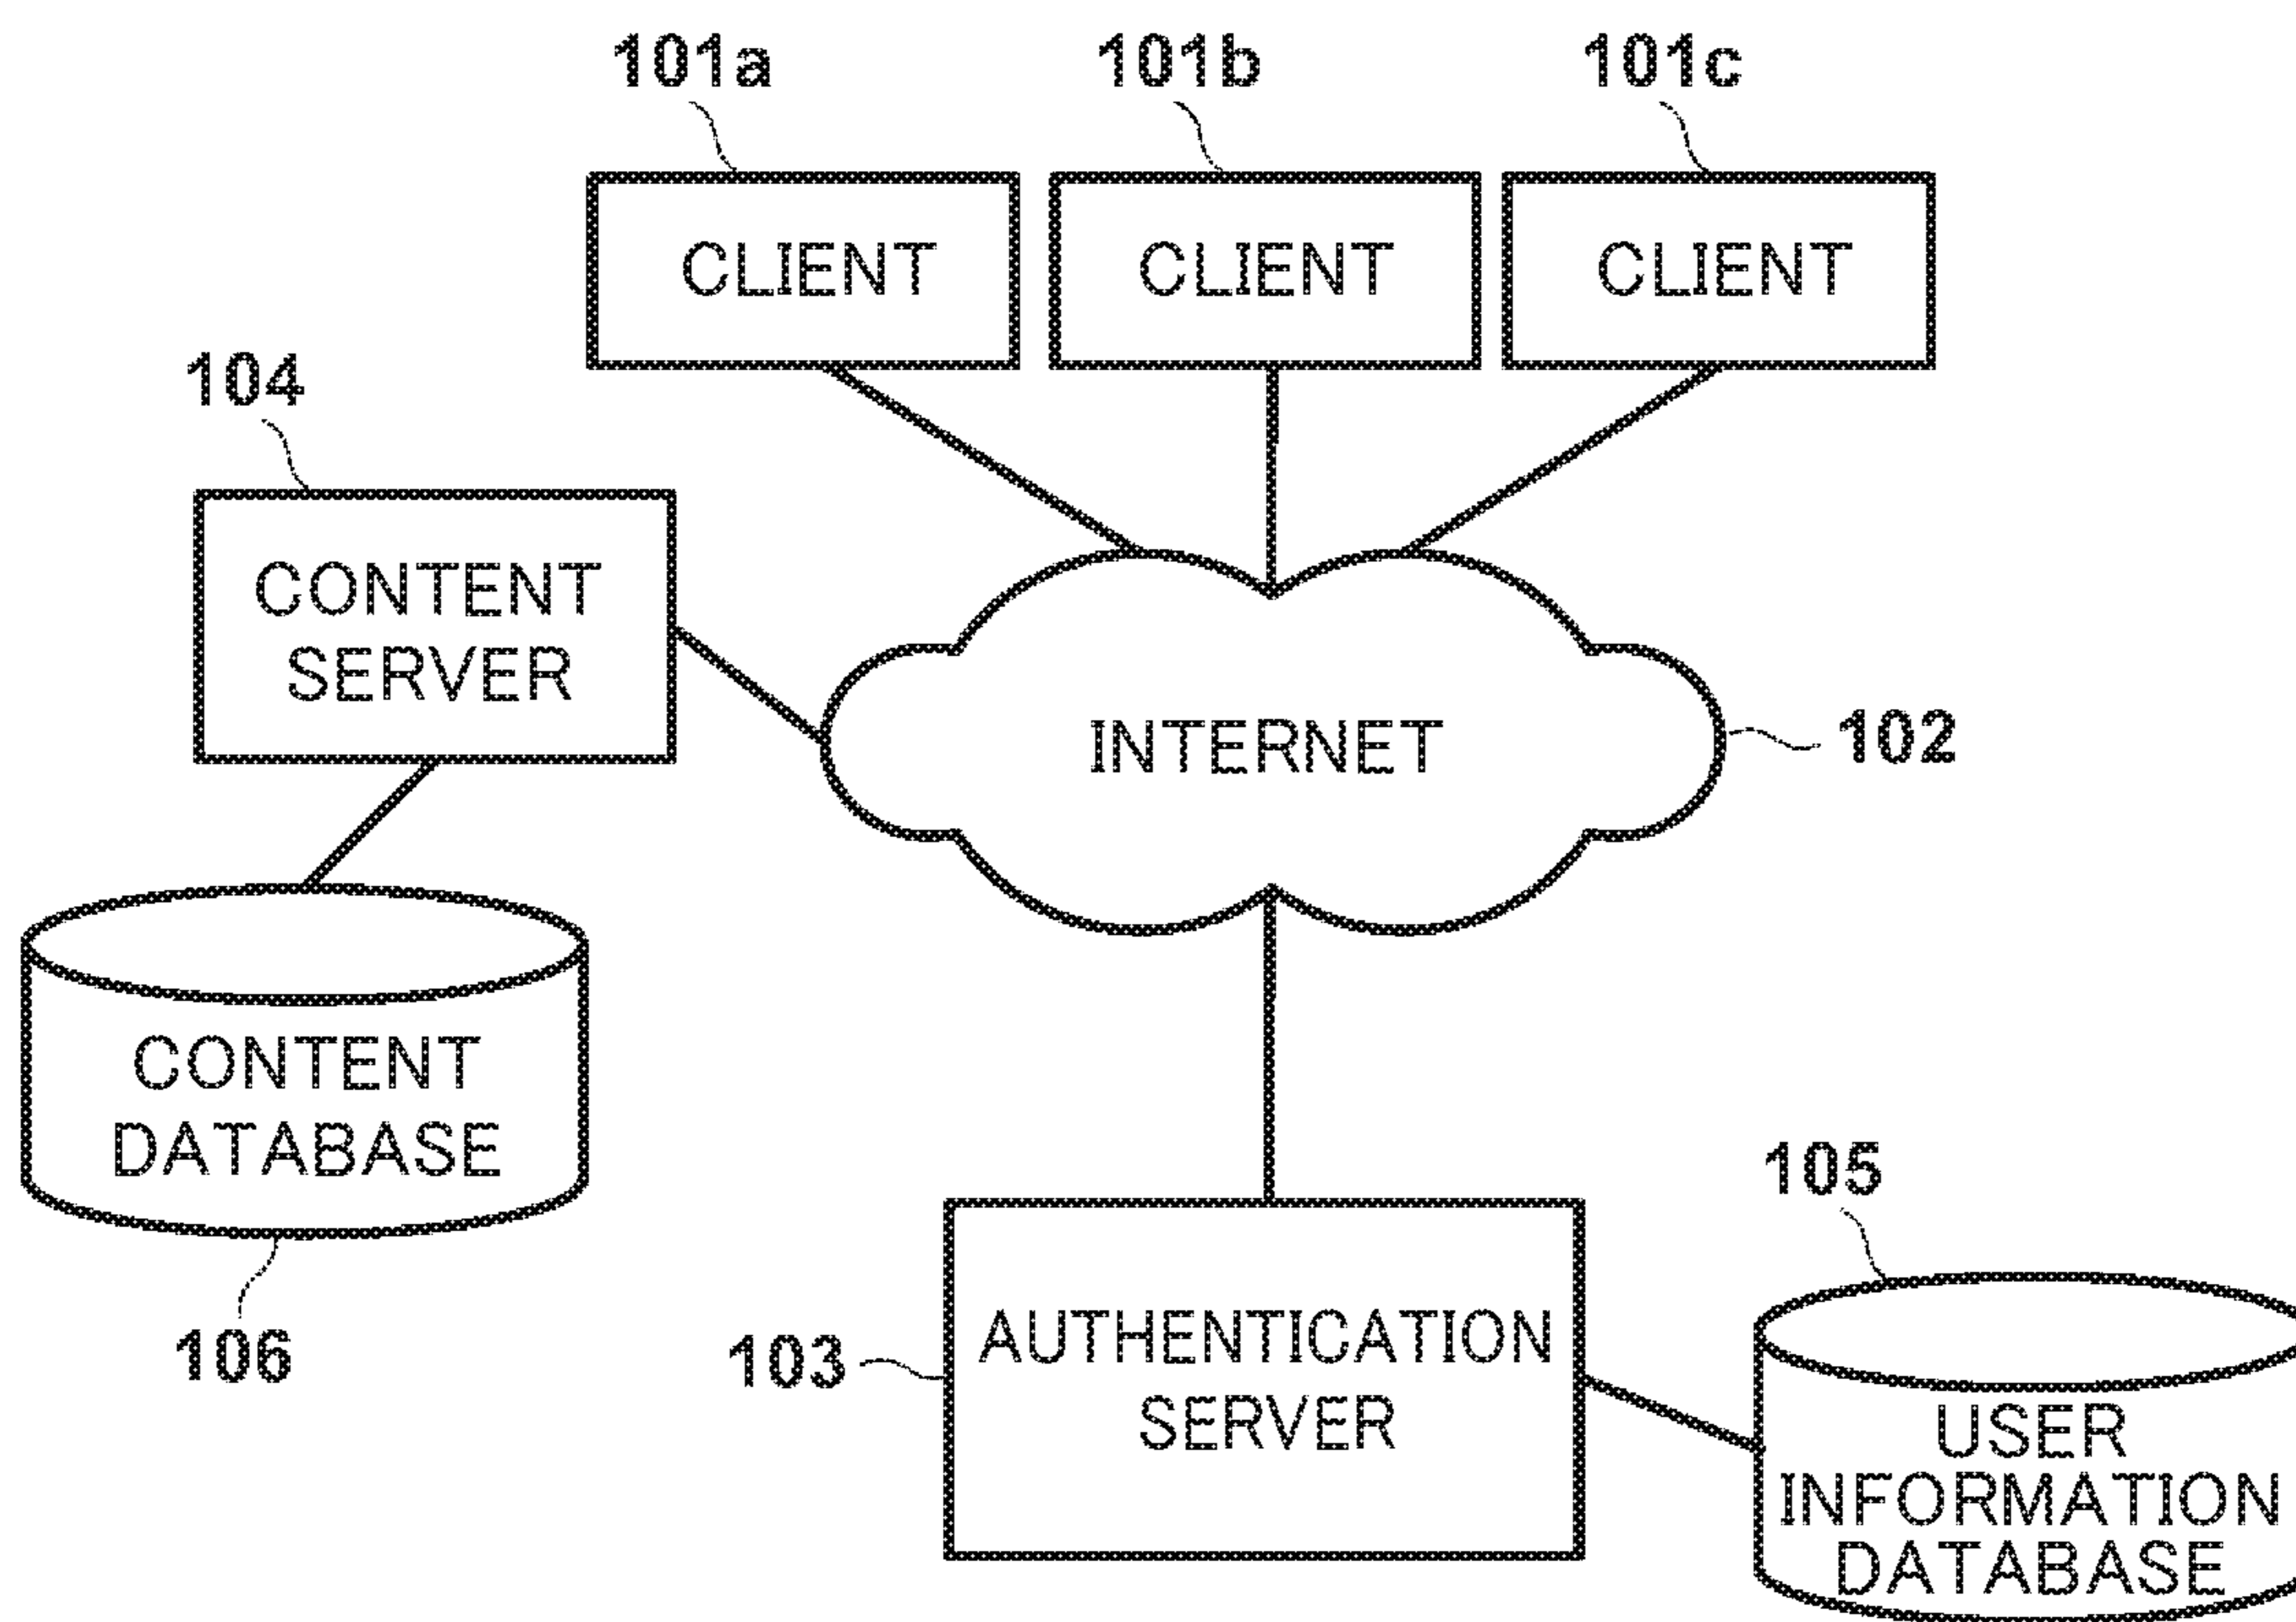 101a
101b
101c
CLIENT
CLIENT
CLIENT
104
CONTENT
SERVER
INTERNET
102
CONTENT
DATABASE
106
105
103
AUTHENTICATION
SERVER
USER
INFORMATION
DATABASE